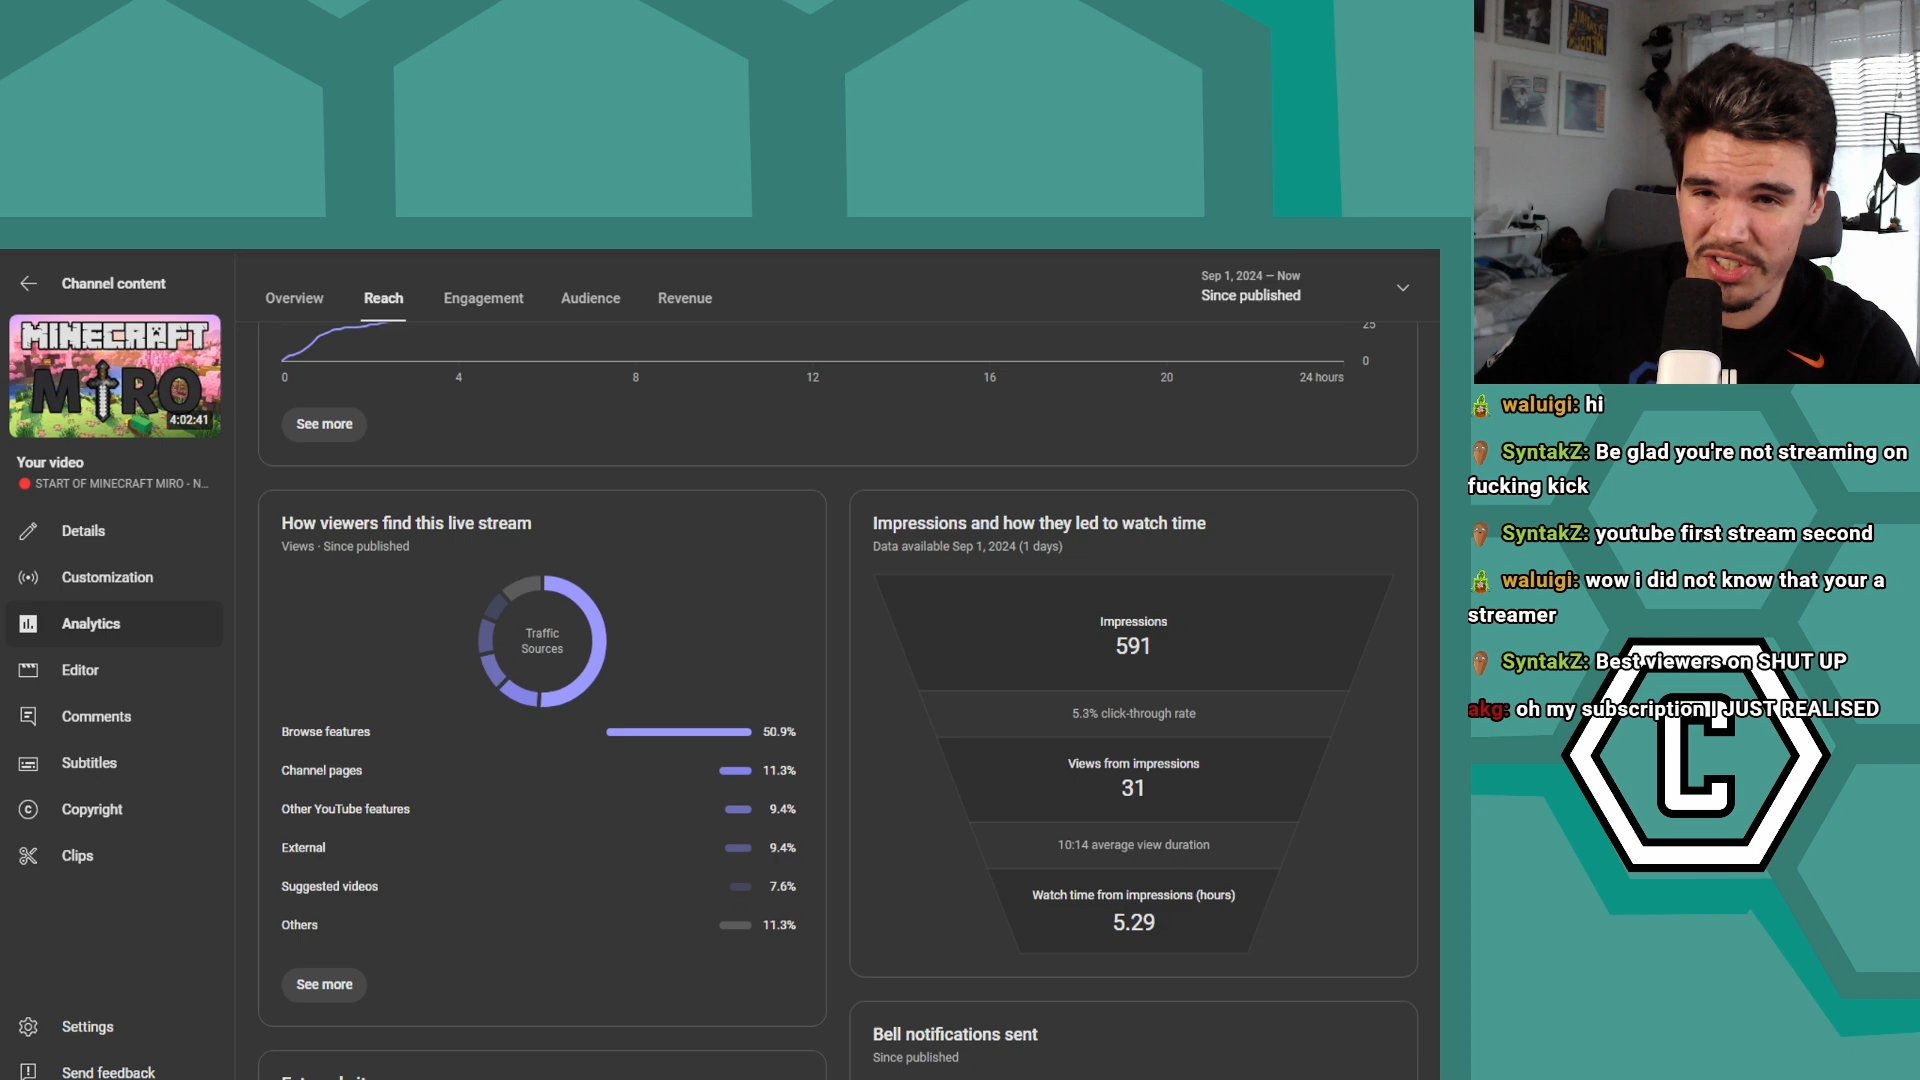 Channel content
Overview
Reach
Engagement
Audience
Revenue
Sep 1, 2024 – Now
Since published
MINECRAFT
MIRO
4:02:41
25
0
0
4
8
12
16
20
24 hours
See more
Your video
START OF MINECRAFT MIRO - N...
Details
Customization
Analytics
Editor
Comments
Subtitles
Copyright
Clips
Settings
Send feedback
How viewers find this live stream
Views · Since published
Traffic
Sources
Browse features
50.9%
Channel pages
11.3%
Other YouTube features
9.4%
External
9.4%
Suggested videos
7.6%
Others
11.3%
See more
Impressions and how they led to watch time
Data available Sep 1, 2024 (1 days)
Impressions
591
5.3% click-through rate
Views from impressions
31
10:14 average view duration
Watch time from impressions (hours)
5.29
Bell notifications sent
Since published
waluigi: hi
SyntakZ: Be glad you're not streaming on
fucking kick
SyntakZ: youtube first stream second
waluigi: wow i did not know that your a
streamer
SyntakZ: Best viewers on SHUT UP
akg: oh my subscription I JUST REALISED
C